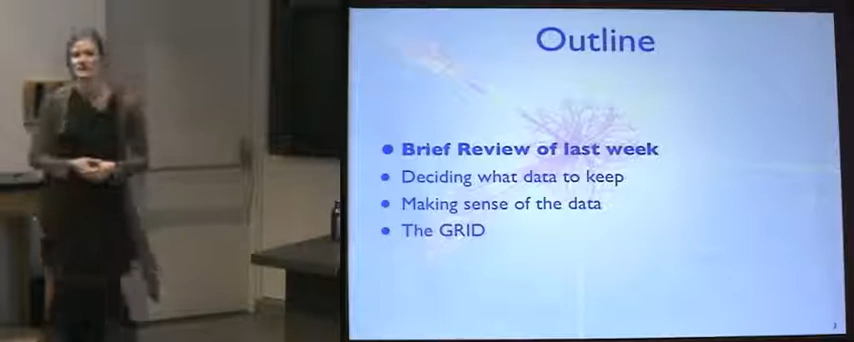 Outline
Brief Review of last week
Deciding what data to keep
Making sense of the data
The GRID